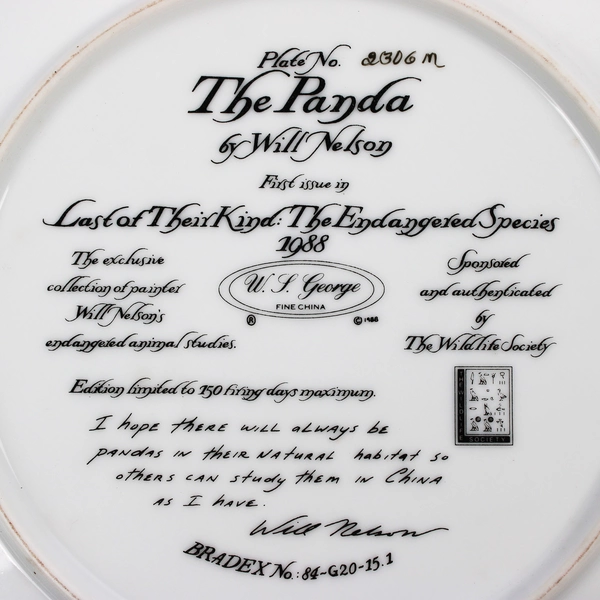 Plate No. 2306 M
The Panda
by Will Nelson
First issue in
Last of Their Kind: The Endangered Species
1988
The exclusive
collection of painter
Will Nelson's
endangered animal studies.
W. S. George
FINE CHINA
® © 1988
Sponsored
and authenticated
by
The Wildlife Society
Edition limited to 150 firing days maximum.
SOCIETY
I hope there will always be
pandas in their natural habitat so
others can study them in China
as I have.
Will Nelson
BRADEX No.: 84-G20-15.1